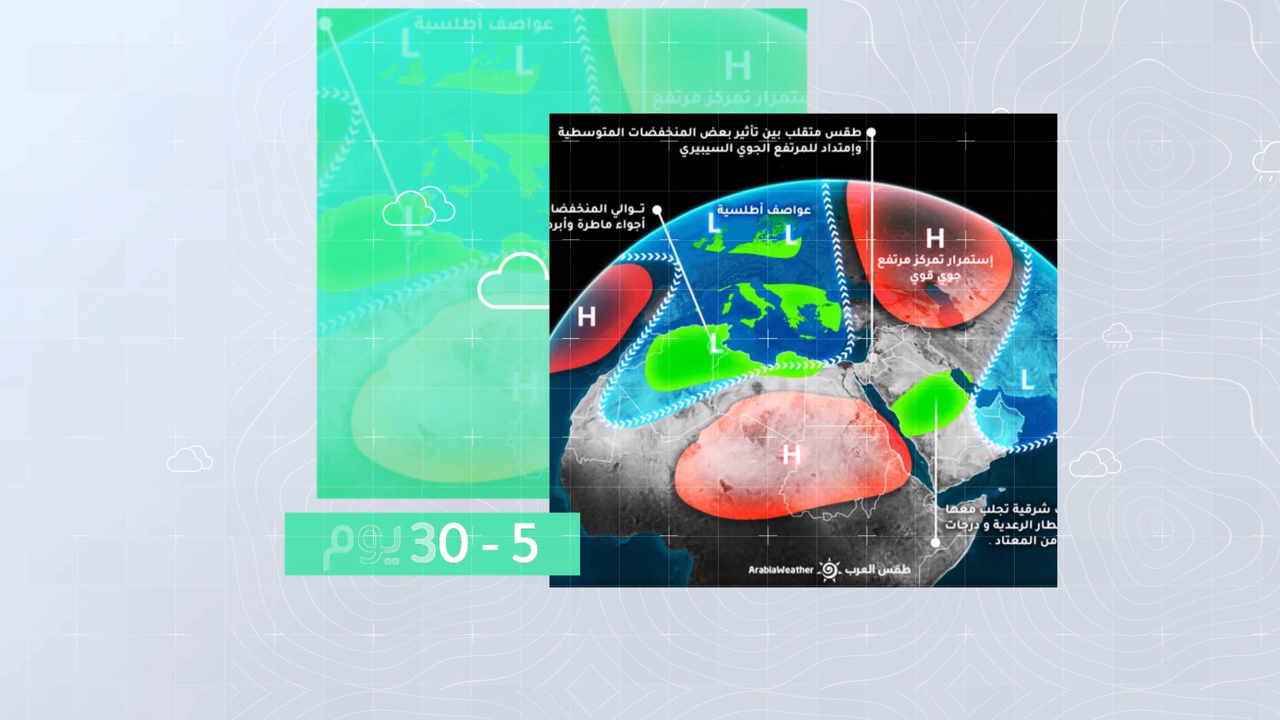 عواصف أطلسية
L
L
H
إستمرار تمركز مرتفع
L
H
طقس متقلب بين تأثير بعض المنخفضات المتوسطية
وإمتداد للمرتفع الجوي السيبيري
تـوالي المنخفضا
أجواء ماطرة وأبرد
عواصف أطلسية
L
L
H
إستمرار تمركز مرتفع
جوي قوي
H
L
L
H
شرقية تجلب معها
طار الرعدية و درجات
من المعتاد .
ArabiaWeather طقس العرب
5 - 30 يوم